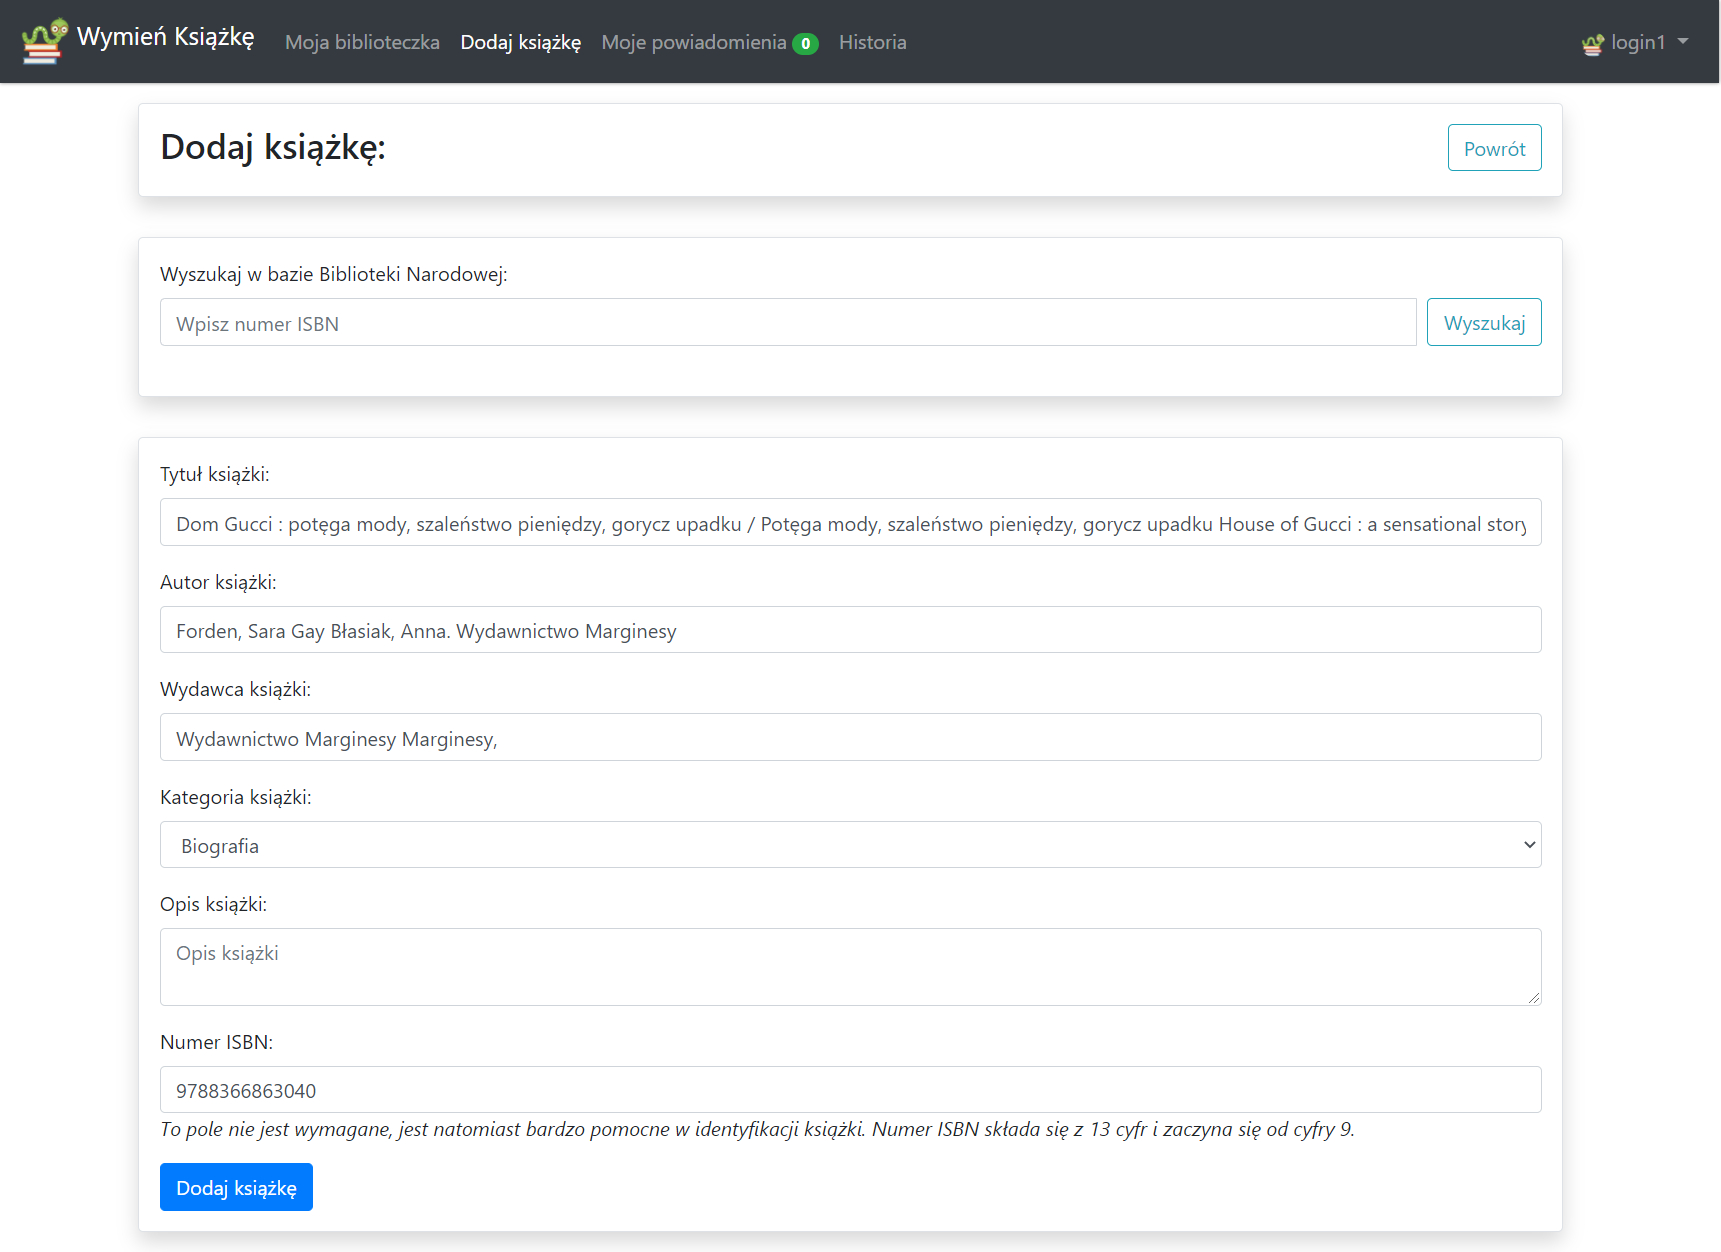 Wymień Książkę Moja biblioteczka Dodaj książkę Moje powiadomienia 0 Historia login1
Dodaj książkę: Powrót
Wyszukaj w bazie Biblioteki Narodowej:
Wpisz numer ISBN Wyszukaj
Tytuł książki:
Dom Gucci : potęga mody, szaleństwo pieniędzy, gorycz upadku / Potęga mody, szaleństwo pieniędzy, gorycz upadku House of Gucci : a sensational story
Autor książki:
Forden, Sara Gay Błasiak, Anna. Wydawnictwo Marginesy
Wydawca książki:
Wydawnictwo Marginesy Marginesy,
Kategoria książki:
Biografia
Opis książki:
Opis książki
Numer ISBN:
9788366863040
To pole nie jest wymagane, jest natomiast bardzo pomocne w identyfikacji książki. Numer ISBN składa się z 13 cyfr i zaczyna się od cyfry 9.
Dodaj książkę